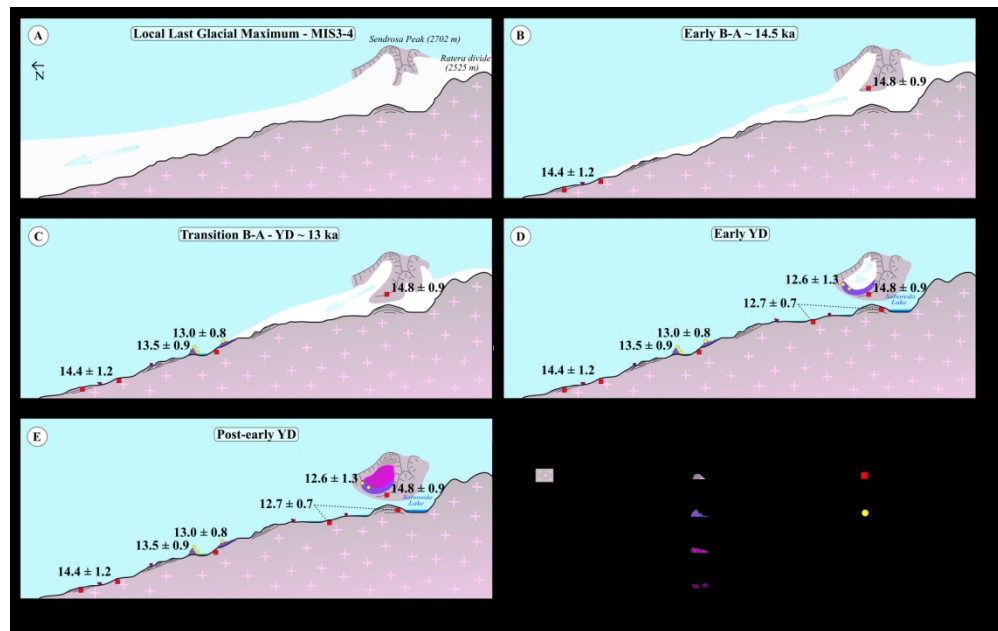 A
Local Last Glacial Maximum - MIS3-4
N
Sendrosa Peak (2702 m)
Ratera divide
(2525 m)
B
Early B-A ~ 14.5 ka
14.8 ± 0.9
14.4 ± 1.2
C
Transition B-A - YD ~ 13 ka
14.8 ± 0.9
13.0 ± 0.8
13.5 ± 0.9
14.4 ± 1.2
D
Early YD
12.6 ± 1.3
14.8 ± 0.9
Saboredo
Lake
12.7 ± 0.7
13.0 ± 0.8
13.5 ± 0.9
14.4 ± 1.2
E
Post-early YD
12.6 ± 1.3
14.8 ± 0.9
Saboredo
Lake
12.7 ± 0.7
13.0 ± 0.8
13.5 ± 0.9
14.4 ± 1.2